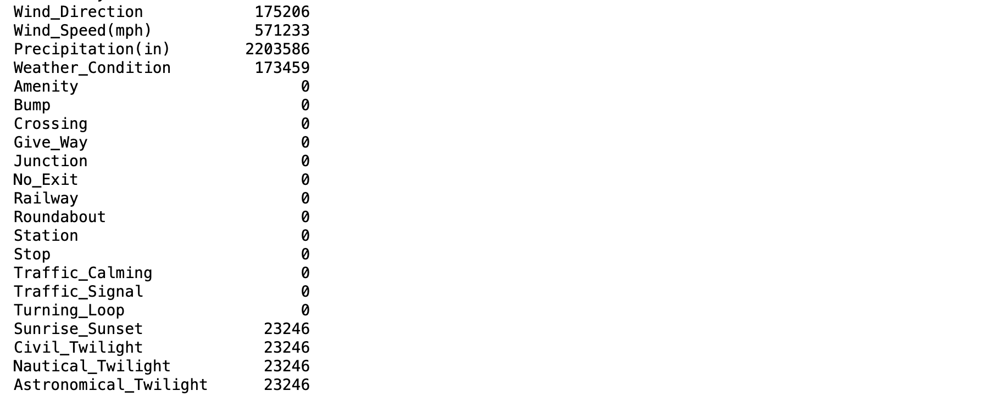 Wind_Direction 175206
Wind_Speed(mph) 571233
Precipitation(in) 2203586
Weather_Condition 173459
Amenity 0
Bump 0
Crossing 0
Give_Way 0
Junction 0
No_Exit 0
Railway 0
Roundabout 0
Station 0
Stop 0
Traffic_Calming 0
Traffic_Signal 0
Turning_Loop 0
Sunrise_Sunset 23246
Civil_Twilight 23246
Nautical_Twilight 23246
Astronomical_Twilight 23246